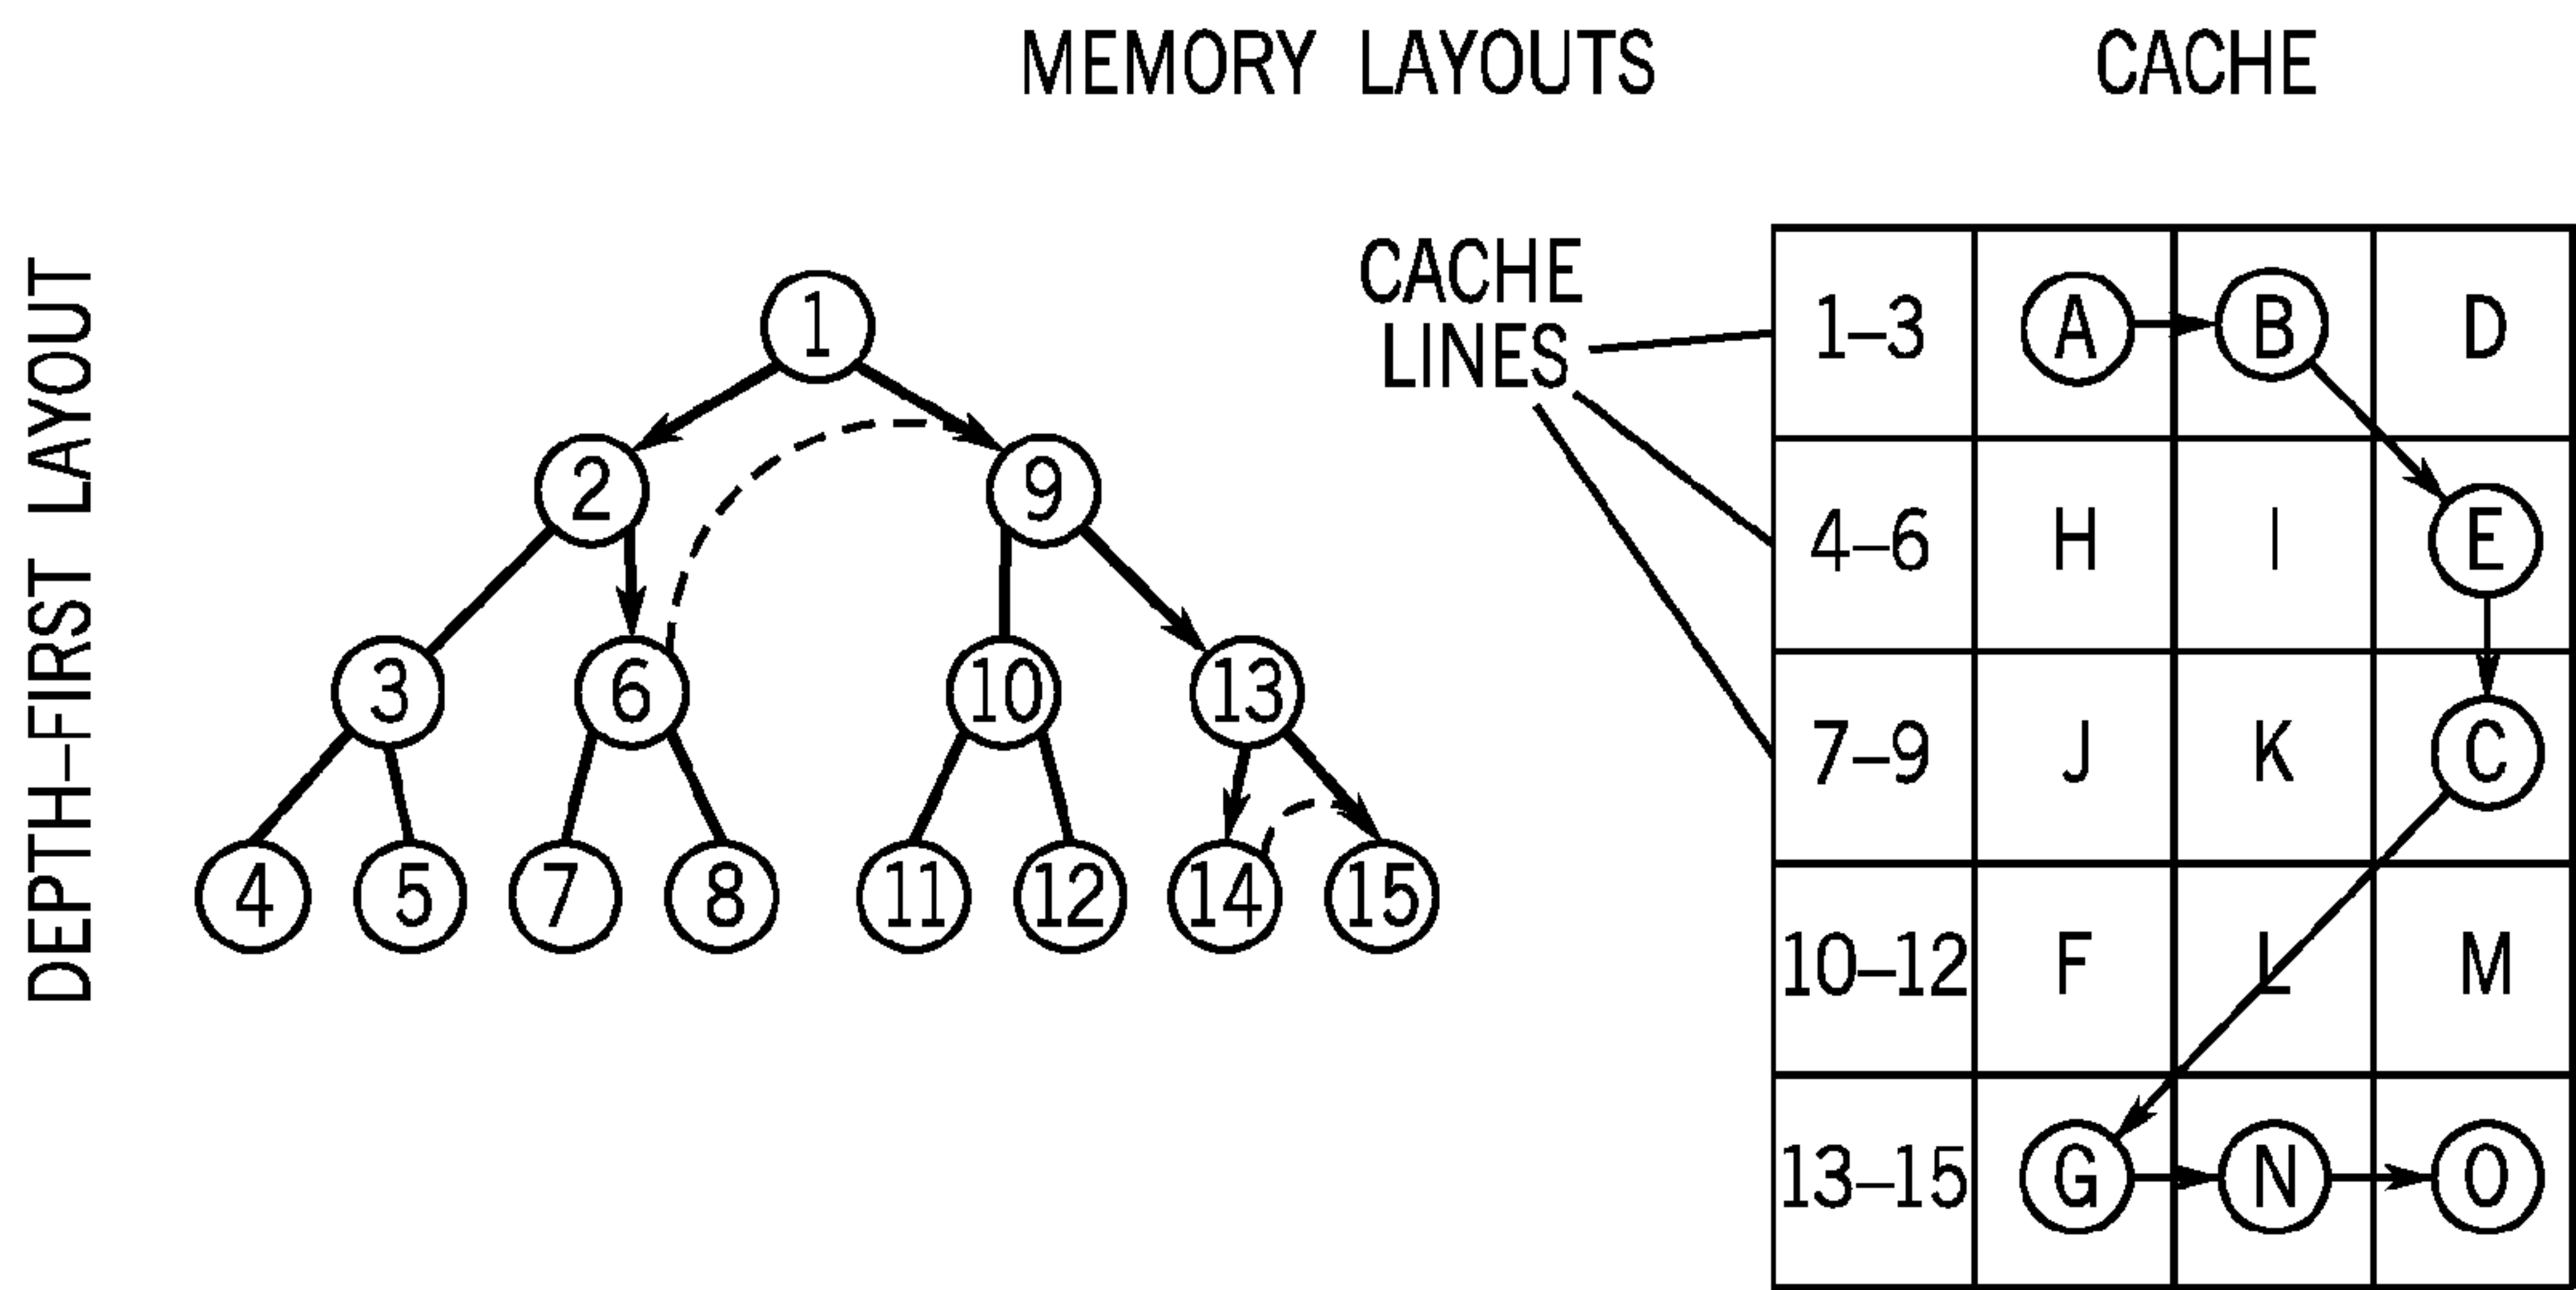 MEMORY LAYOUTS
CACHE
DEPTH-FIRST LAYOUT
1
2 9
3 6 10 13
4 5 7 8 11 12 14 15
CACHE
LINES
1–3 A B D
4–6 H I E
7–9 J K C
10–12 F L M
13–15 G N O